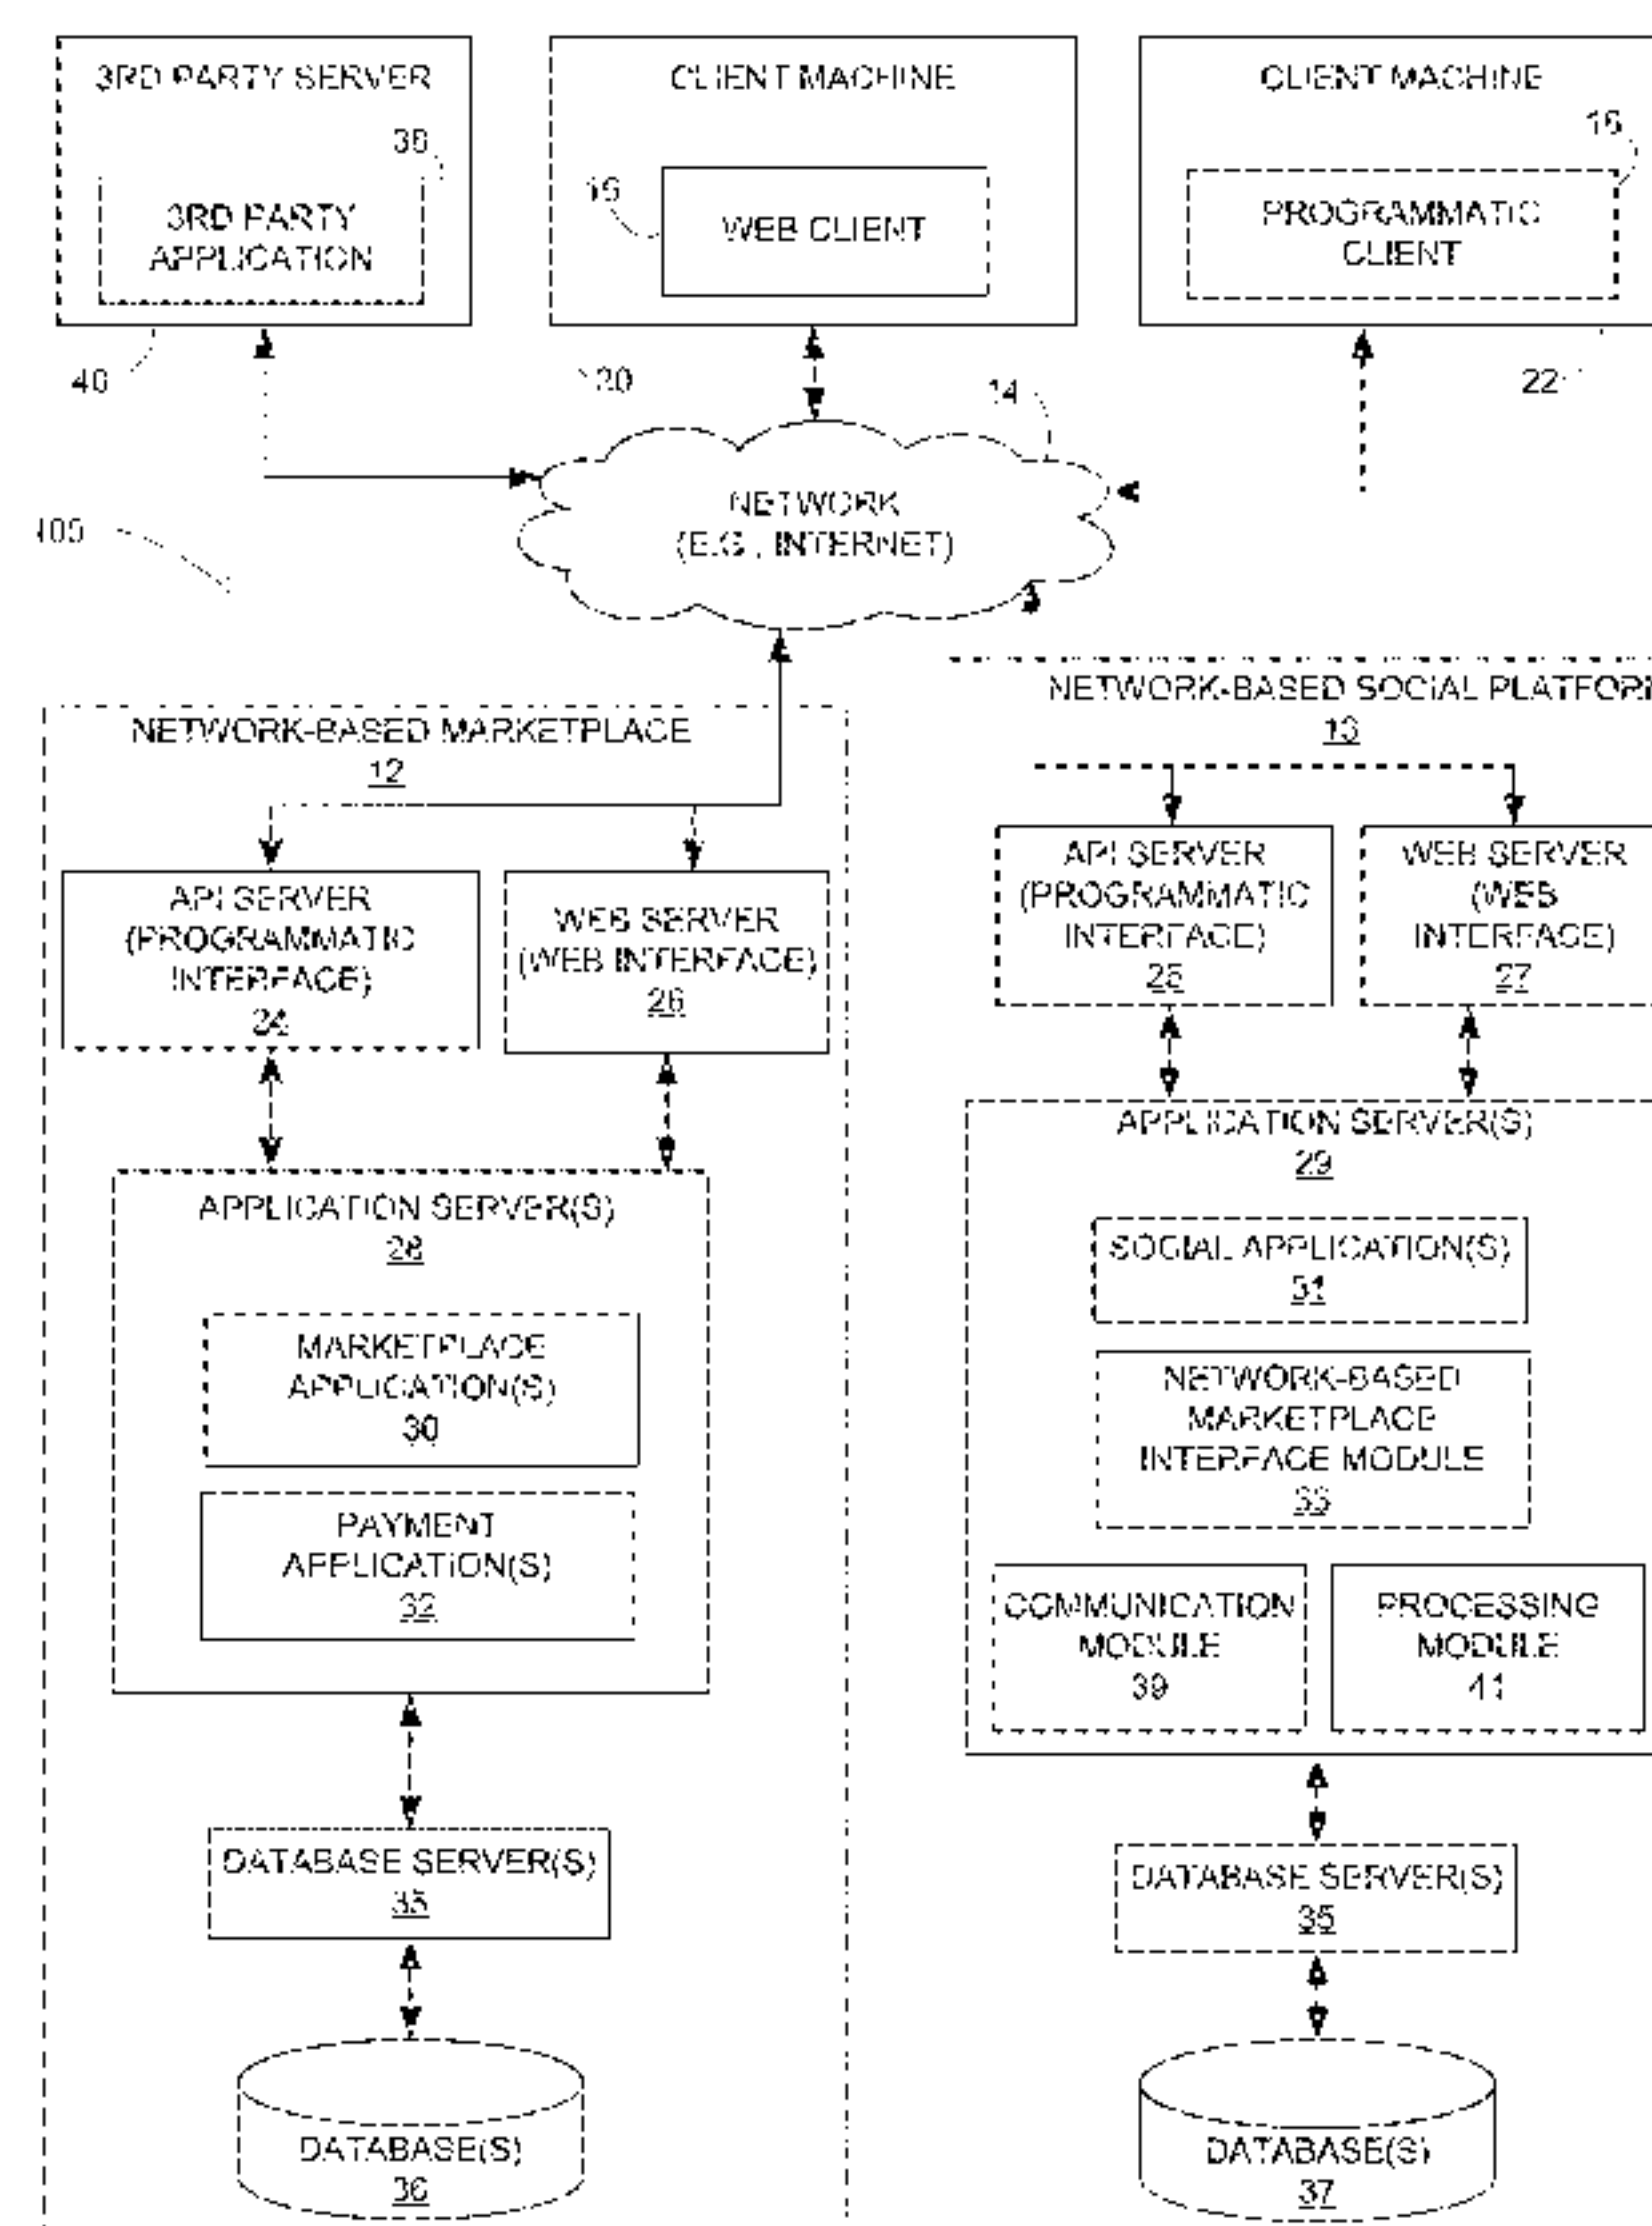 3RD PARTY SERVER
38
3RD PARTY
APPLICATION
40
CLIENT MACHINE
WEB CLIENT
20
CLIENT MACHINE
PROGRAMMATIC
CLIENT
22
14
NETWORK
(E.G., INTERNET)
NETWORK-BASED MARKETPLACE
12
API SERVER
(PROGRAMMATIC
INTERFACE)
24
WEB SERVER
(WEB INTERFACE)
26
APPLICATION SERVER(S)
28
MARKETPLACE
APPLICATION(S)
30
PAYMENT
APPLICATION(S)
32
DATABASE SERVER(S)
DATABASE(S)
36
NETWORK-BASED SOCIAL PLATFORM
13
API SERVER
(PROGRAMMATIC
INTERFACE)
25
WEB SERVER
(WEB
INTERFACE)
27
APPLICATION SERVER(S)
29
SOCIAL APPLICATION(S)
31
NETWORK-BASED
MARKETPLACE
INTERFACE MODULE
33
COMMUNICATION
MODULE
39
PROCESSING
MODULE
41
DATABASE SERVER(S)
35
DATABASE(S)
37